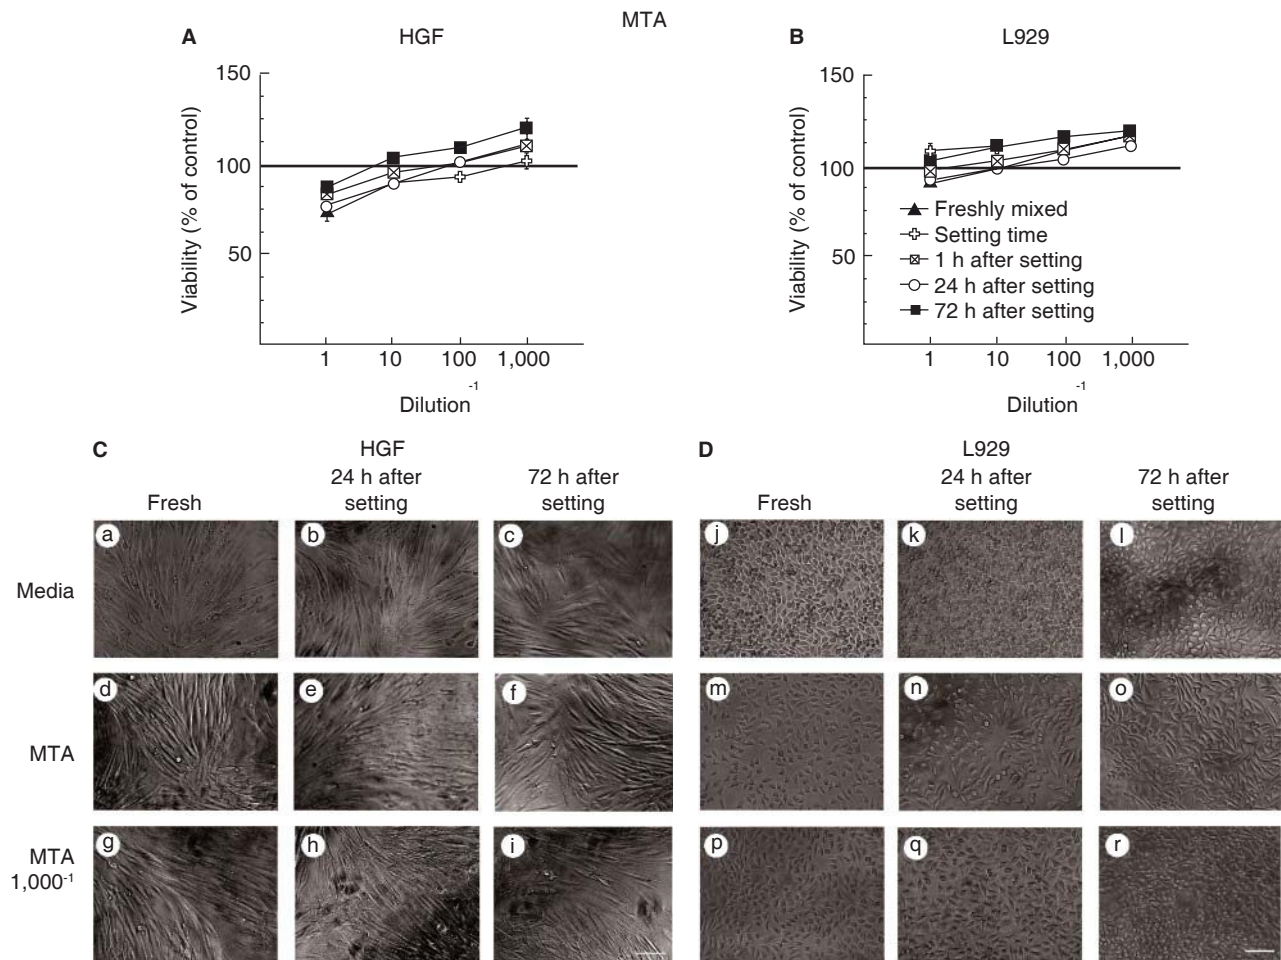 MTA
A
HGF
B
L929
150
100
50
Viability (% of control)
1
10
100
1,000
Dilution-1
150
100
50
Viability (% of control)
Freshly mixed
Setting time
1 h after setting
24 h after setting
72 h after setting
1
10
100
1,000
Dilution-1
C
HGF
Fresh
24 h after
setting
72 h after
setting
D
L929
Fresh
24 h after
setting
72 h after
setting
Media
a
b
c
j
k
l
MTA
d
e
f
m
n
o
MTA
1,000-1
g
h
i
p
q
r